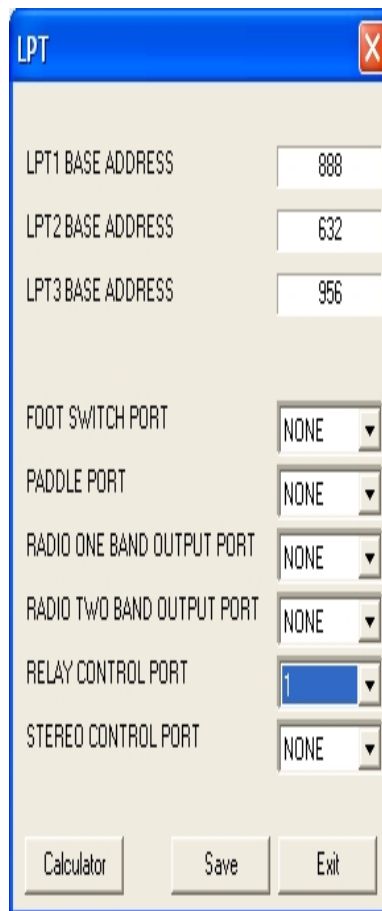 LPT
LPT1 BASE ADDRESS 888
LPT2 BASE ADDRESS 632
LPT3 BASE ADDRESS 956
FOOT SWITCH PORT NONE
PADDLE PORT NONE
RADIO ONE BAND OUTPUT PORT NONE
RADIO TWO BAND OUTPUT PORT NONE
RELAY CONTROL PORT 1
STEREO CONTROL PORT NONE
Calculator Save Exit